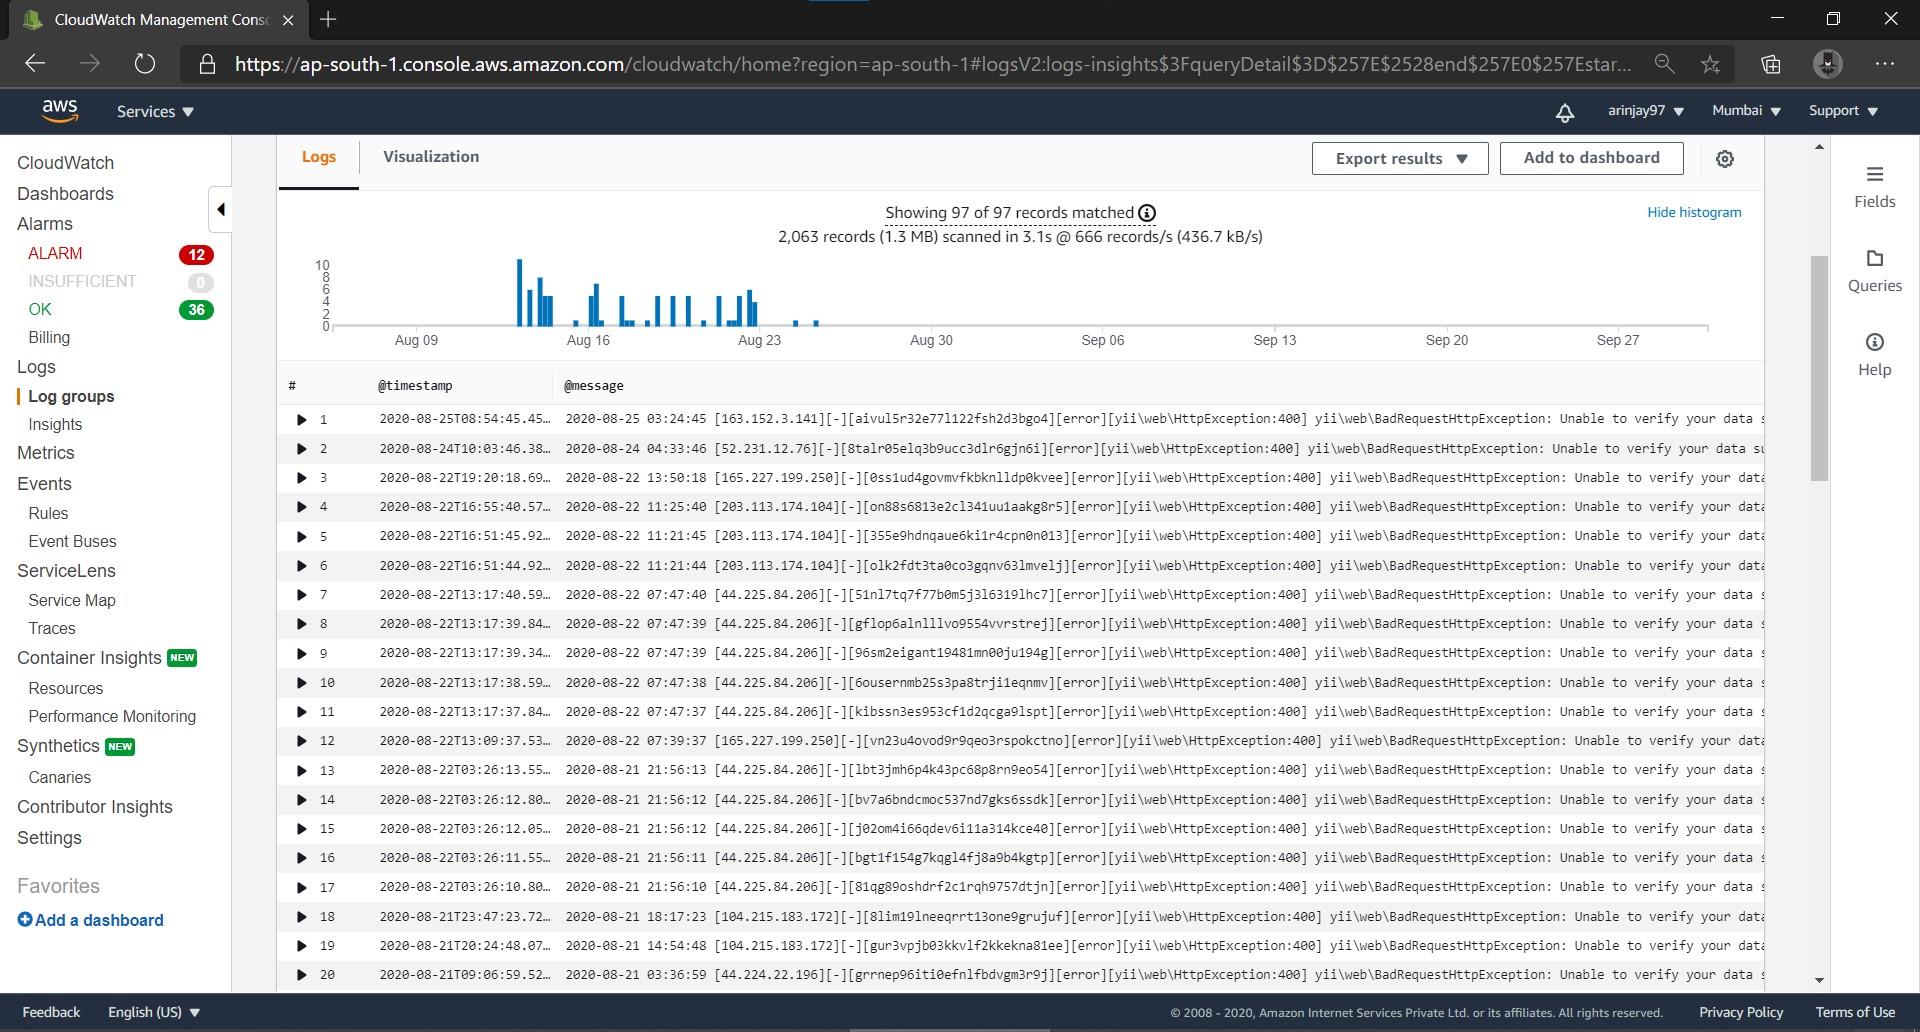 CloudWatch Management Cons
https://ap-south-1.console.aws.amazon.com/cloudwatch/home?region=ap-south-1#logsV2:logs-insights$3FqueryDetail$3D$257E$2528end$257E0$257Estar...
aws Services arinjay97 Mumbai Support
CloudWatch
Dashboards
Alarms
ALARM 12
INSUFFICIENT 0
OK 36
Billing
Logs
Log groups
Insights
Metrics
Events
Rules
Event Buses
ServiceLens
Service Map
Traces
Container Insights NEW
Resources
Performance Monitoring
Synthetics NEW
Canaries
Contributor Insights
Settings
Favorites
Add a dashboard
Logs Visualization Export results Add to dashboard
Showing 97 of 97 records matched Hide histogram
2,063 records (1.3 MB) scanned in 3.1s @ 666 records/s (436.7 kB/s)
10
8
6
4
2
0
Aug 09 Aug 16 Aug 23 Aug 30 Sep 06 Sep 13 Sep 20 Sep 27
# @timestamp @message
1 2020-08-25T08:54:45.45... 2020-08-25 03:24:45 [163.152.3.141][-][aivul5r32e77l122fsh2d3bgo4][error][yii\web\HttpException:400] yii\web\BadRequestHttpException: Unable to verify your data s
2 2020-08-24T10:03:46.38... 2020-08-24 04:33:46 [52.231.12.76][-][8talr05elq3b9ucc3dlr6gjn6i][error][yii\web\HttpException:400] yii\web\BadRequestHttpException: Unable to verify your data su
3 2020-08-22T19:20:18.69... 2020-08-22 13:50:18 [165.227.199.250][-][0ss1ud4govmvfkbknlldp0kvee][error][yii\web\HttpException:400] yii\web\BadRequestHttpException: Unable to verify your data
4 2020-08-22T16:55:40.57... 2020-08-22 11:25:40 [203.113.174.104][-][on88s6813e2cl341uu1aakg8r5][error][yii\web\HttpException:400] yii\web\BadRequestHttpException: Unable to verify your data
5 2020-08-22T16:51:45.92... 2020-08-22 11:21:45 [203.113.174.104][-][355e9hdnqaue6ki1r4cpn0n013][error][yii\web\HttpException:400] yii\web\BadRequestHttpException: Unable to verify your data
6 2020-08-22T16:51:44.92... 2020-08-22 11:21:44 [203.113.174.104][-][olk2fdt3ta0co3gqnv63lmvelj][error][yii\web\HttpException:400] yii\web\BadRequestHttpException: Unable to verify your data
7 2020-08-22T13:17:40.59... 2020-08-22 07:47:40 [44.225.84.206][-][51nl7tq7f77b0m5j3l6319lhc7][error][yii\web\HttpException:400] yii\web\BadRequestHttpException: Unable to verify your data s
8 2020-08-22T13:17:39.84... 2020-08-22 07:47:39 [44.225.84.206][-][gflop6alnlllvo9554vvrstrej][error][yii\web\HttpException:400] yii\web\BadRequestHttpException: Unable to verify your data s
9 2020-08-22T13:17:39.34... 2020-08-22 07:47:39 [44.225.84.206][-][96sm2eigant19481mn00ju194g][error][yii\web\HttpException:400] yii\web\BadRequestHttpException: Unable to verify your data s
10 2020-08-22T13:17:38.59... 2020-08-22 07:47:38 [44.225.84.206][-][6ousernmb25s3pa8trji1eqnmv][error][yii\web\HttpException:400] yii\web\BadRequestHttpException: Unable to verify your data s
11 2020-08-22T13:17:37.84... 2020-08-22 07:47:37 [44.225.84.206][-][kibssn3es953cf1d2qcga9lspt][error][yii\web\HttpException:400] yii\web\BadRequestHttpException: Unable to verify your data s
12 2020-08-22T13:09:37.53... 2020-08-22 07:39:37 [165.227.199.250][-][vn23u4ovod9r9qeo3rspokctno][error][yii\web\HttpException:400] yii\web\BadRequestHttpException: Unable to verify your data
13 2020-08-22T03:26:13.55... 2020-08-21 21:56:13 [44.225.84.206][-][lbt3jmh6p4k43pc68p8rn9eo54][error][yii\web\HttpException:400] yii\web\BadRequestHttpException: Unable to verify your data s
14 2020-08-22T03:26:12.80... 2020-08-21 21:56:12 [44.225.84.206][-][bv7a6bndcmoc537nd7gks6ssdk][error][yii\web\HttpException:400] yii\web\BadRequestHttpException: Unable to verify your data s
15 2020-08-22T03:26:12.05... 2020-08-21 21:56:12 [44.225.84.206][-][j02om4i66qdev6i11a314kce40][error][yii\web\HttpException:400] yii\web\BadRequestHttpException: Unable to verify your data s
16 2020-08-22T03:26:11.55... 2020-08-21 21:56:11 [44.225.84.206][-][bgt1f154g7kqgl4fj8a9b4kgtp][error][yii\web\HttpException:400] yii\web\BadRequestHttpException: Unable to verify your data s
17 2020-08-22T03:26:10.80... 2020-08-21 21:56:10 [44.225.84.206][-][81qg89oshdrf2c1rqh9757dtjn][error][yii\web\HttpException:400] yii\web\BadRequestHttpException: Unable to verify your data s
18 2020-08-21T23:47:23.72... 2020-08-21 18:17:23 [104.215.183.172][-][8lim19lneeqrrt13one9grujuf][error][yii\web\HttpException:400] yii\web\BadRequestHttpException: Unable to verify your data
19 2020-08-21T20:24:48.07... 2020-08-21 14:54:48 [104.215.183.172][-][gur3vpjb03kkvlf2kkekna81ee][error][yii\web\HttpException:400] yii\web\BadRequestHttpException: Unable to verify your data
20 2020-08-21T09:06:59.52... 2020-08-21 03:36:59 [44.224.22.196][-][grrnep96iti0efnlfbdvgm3r9j][error][yii\web\HttpException:400] yii\web\BadRequestHttpException: Unable to verify your data s
Fields
Queries
Help
Feedback English (US) © 2008 - 2020, Amazon Internet Services Private Ltd. or its affiliates. All rights reserved. Privacy Policy Terms of Use